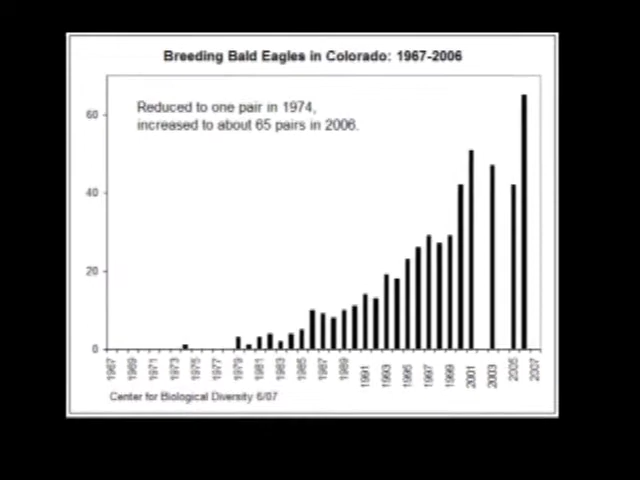 Breeding Bald Eagles in Colorado: 1967-2006
Reduced to one pair in 1974,
increased to about 65 pairs in 2006.
60
40
20
0
1967 1969 1971 1973 1975 1977 1979 1981 1983 1985 1987 1989 1991 1993 1995 1997 1999 2001 2003 2005 2007
Center for Biological Diversity 6/07